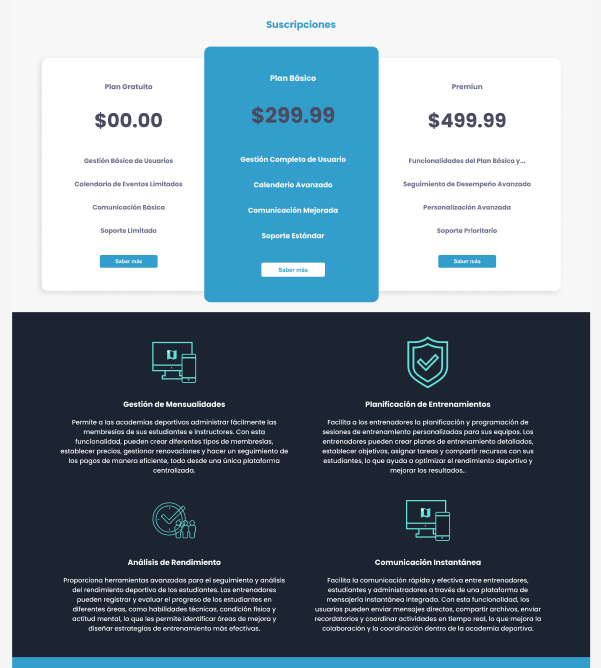 Suscripciones
Plan Gratuito
$00.00
Gestión Básica de Usuarios
Calendario de Eventos Limitados
Comunicación Básica
Soporte Limitado
Saber más
Plan Básico
$299.99
Gestión Completo de Usuario
Calendario Avanzado
Comunicación Mejorada
Soporte Estándar
Saber más
Premiun
$499.99
Funcionalidades del Plan Básico y...
Seguimiento de Desempeño Avanzado
Personalización Avanzada
Soporte Prioritario
Saber más
Gestión de Mensualidades
Permite a las academias deportivos administrar fácilmente las
membresías de sus estudiantes e instructores. Con esta
funcionalidad, pueden crear diferentes tipos de membresías,
establecer precios, gestionar renovaciones y hacer un seguimiento de
los pagos de manera eficiente, todo desde una única plataforma
centralizada.
Planificación de Entrenamientos
Facilita a los entrenadores la planificación y programación de
sesiones de entrenamiento personalizadas para sus equipos. Los
entrenadores pueden crear planes de entrenamiento detallados,
establecer objetivos, asignar tareas y compartir recursos con sus
estudiantes, lo que ayuda a optimizar el rendimiento deportivo y
mejorar los resultados..
Análisis de Rendimiento
Proporciona herramientas avanzadas para el seguimiento y análisis
del rendimiento deportivo de los estudiantes. Los entrenadores
pueden registrar y evaluar el progreso de los estudiantes en
diferentes áreas, como habilidades técnicas, condición física y
actitud mental, lo que les permite identificar áreas de mejora y
diseñar estrategias de entrenamiento más efectivas.
Comunicación Instantánea
Facilita la comunicación rápida y efectiva entre entrenadores,
estudiantes y administradores a través de una plataforma de
mensajería instantánea integrada. Con esta funcionalidad, los
usuarios pueden enviar mensajes directos, compartir archivos, enviar
recordatorios y coordinar actividades en tiempo real, lo que mejora la
colaboración y la coordinación dentro de la academia deportiva.